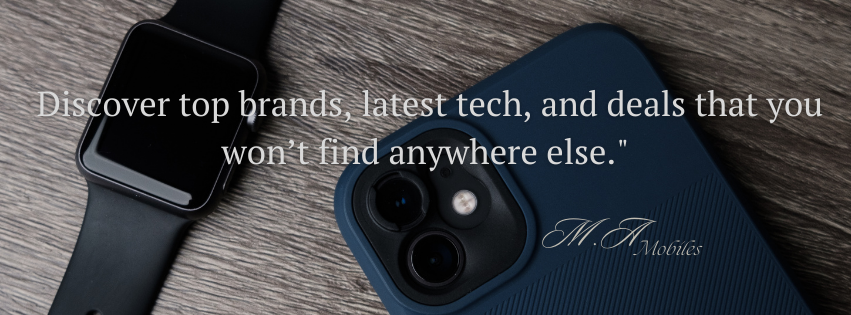 Discover top brands, latest tech, and deals that you
won’t find anywhere else."
M.A
Mobiles